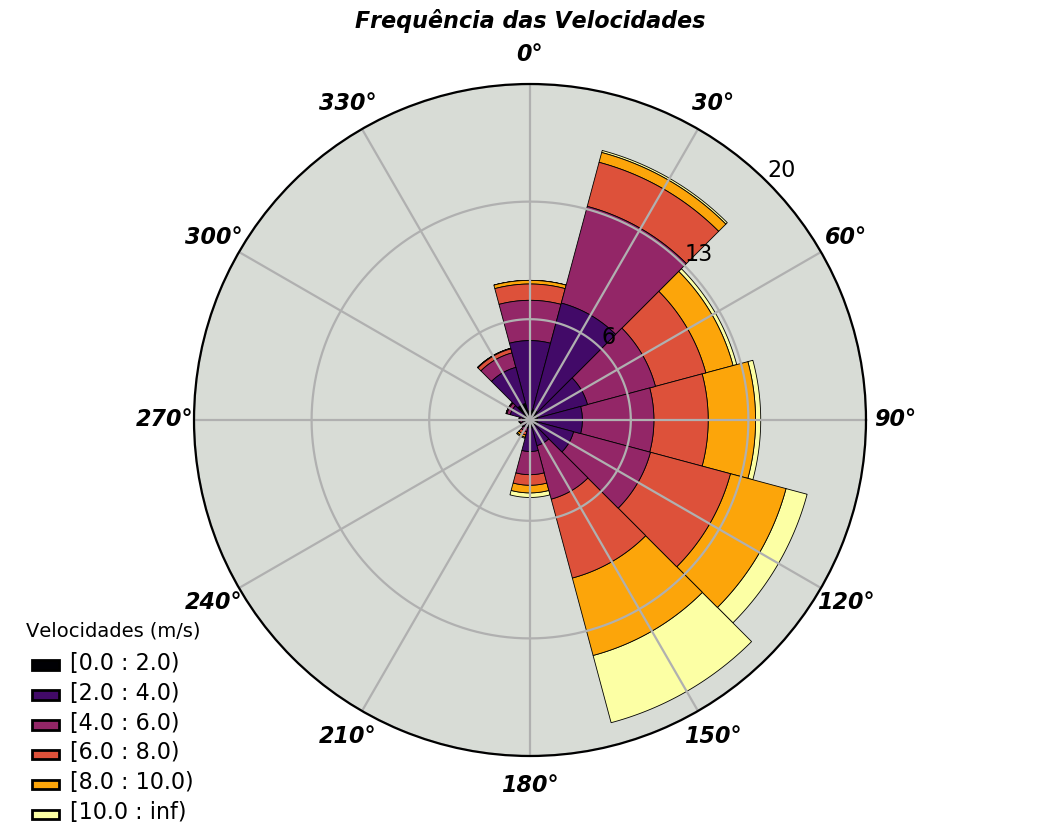 Frequência das Velocidades
0°
30°
60°
90°
120°
150°
180°
210°
240°
270°
300°
330°
20
13
6
Velocidades (m/s)
[0.0 : 2.0)
[2.0 : 4.0)
[4.0 : 6.0)
[6.0 : 8.0)
[8.0 : 10.0)
[10.0 : inf)